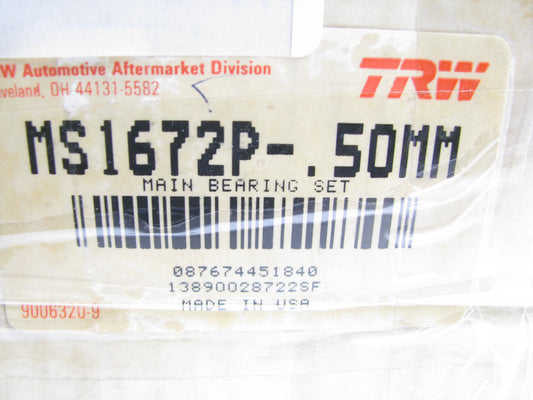 W Automotive Aftermarket Division
eveland, OH 44131-5582
TRW
MS1672P-.50MM
MAIN BEARING SET
087674451840
13890028722SF
MADE IN USA
9006320-9